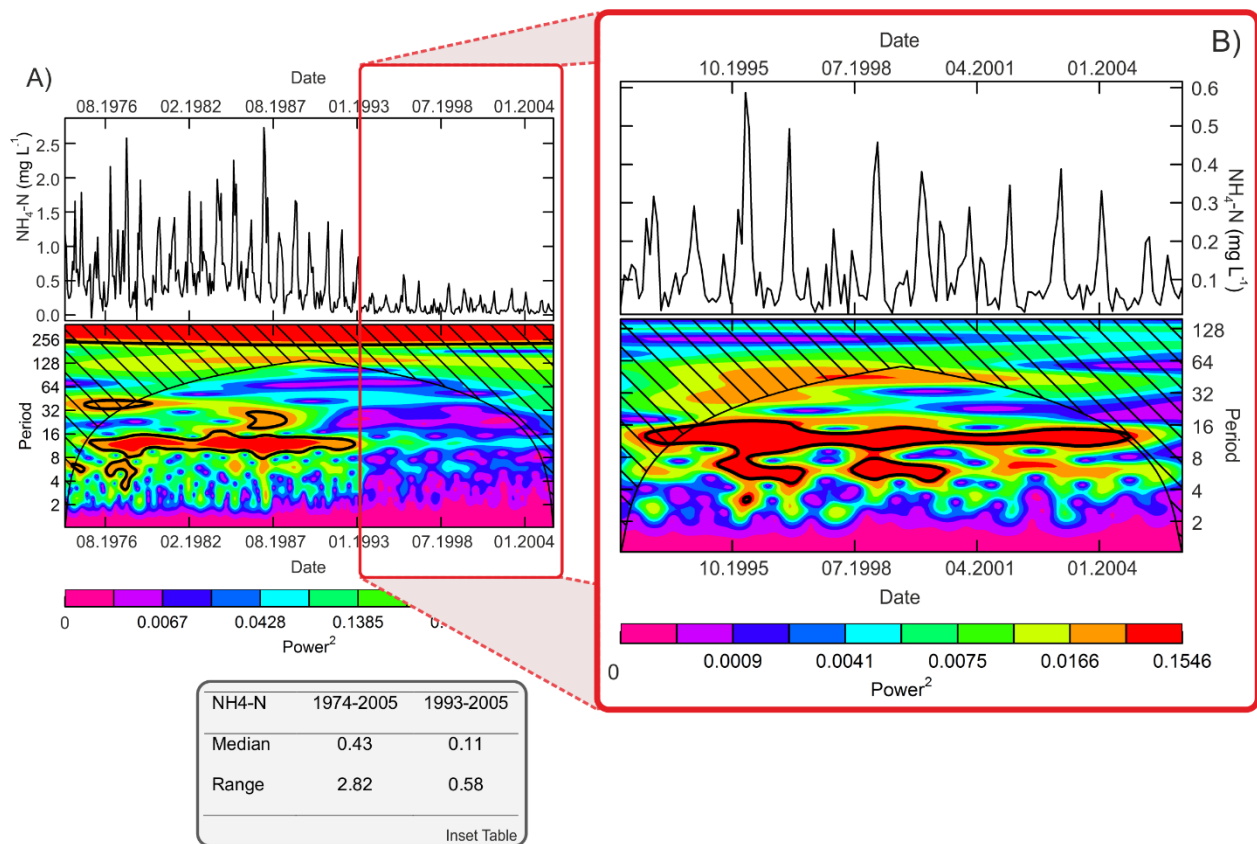 A)
Date
08.1976 02.1982 08.1987 01.1993 07.1998 01.2004
NH₄-N (mg L⁻¹)
2.5
2.0
1.5
1.0
0.5
0.0
Period
256
128
64
32
16
8
4
2
08.1976 02.1982 08.1987 01.1993 07.1998 01.2004
Date
0 0.0067 0.0428 0.1385
Power²
B)
Date
10.1995 07.1998 04.2001 01.2004
0.6
0.5
0.4
0.3
0.2
0.1
NH₄-N (mg L⁻¹)
128
64
32
16
8
4
2
Period
10.1995 07.1998 04.2001 01.2004
Date
0 0.0009 0.0041 0.0075 0.0166 0.1546
Power²
NH4-N 1974-2005 1993-2005
Median 0.43 0.11
Range 2.82 0.58
Inset Table